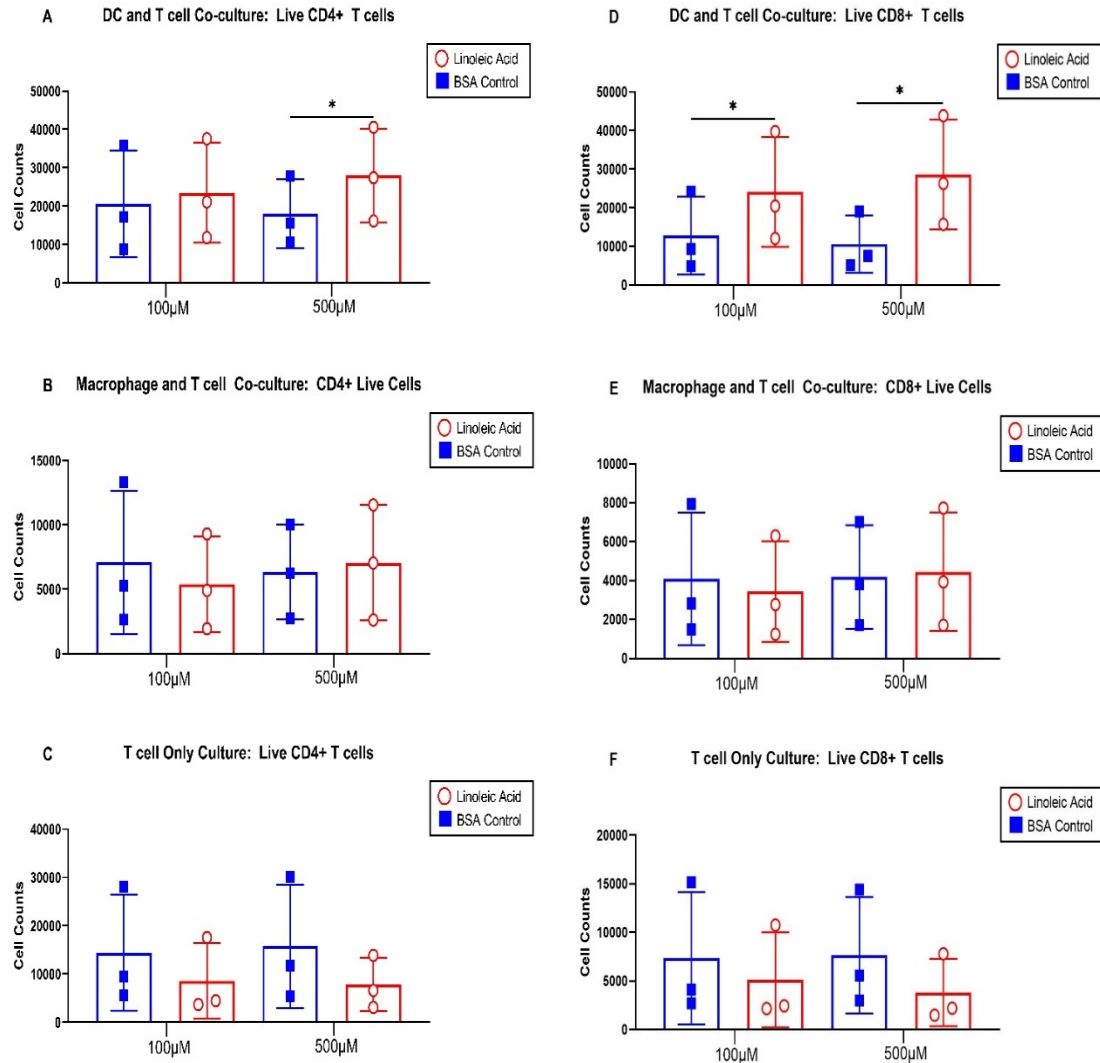 A DC and T cell Co-culture: Live CD4+ T cells
Linoleic Acid
BSA Control
*
50000
40000
30000
20000
10000
0
Cell Counts
100µM
500µM
D DC and T cell Co-culture: Live CD8+ T cells
Linoleic Acid
BSA Control
*
*
50000
40000
30000
20000
10000
0
Cell Counts
100µM
500µM
B Macrophage and T cell Co-culture: CD4+ Live Cells
Linoleic Acid
BSA Control
15000
10000
5000
0
Cell Counts
100µM
500µM
E Macrophage and T cell Co-culture: CD8+ Live Cells
Linoleic Acid
BSA Control
10000
8000
6000
4000
2000
0
Cell Counts
100µM
500µM
C T cell Only Culture: Live CD4+ T cells
Linoleic Acid
BSA Control
40000
30000
20000
10000
0
Cell Counts
100µM
500µM
F T cell Only Culture: Live CD8+ T cells
Linoleic Acid
BSA Control
20000
15000
10000
5000
0
Cell Counts
100µM
500µM